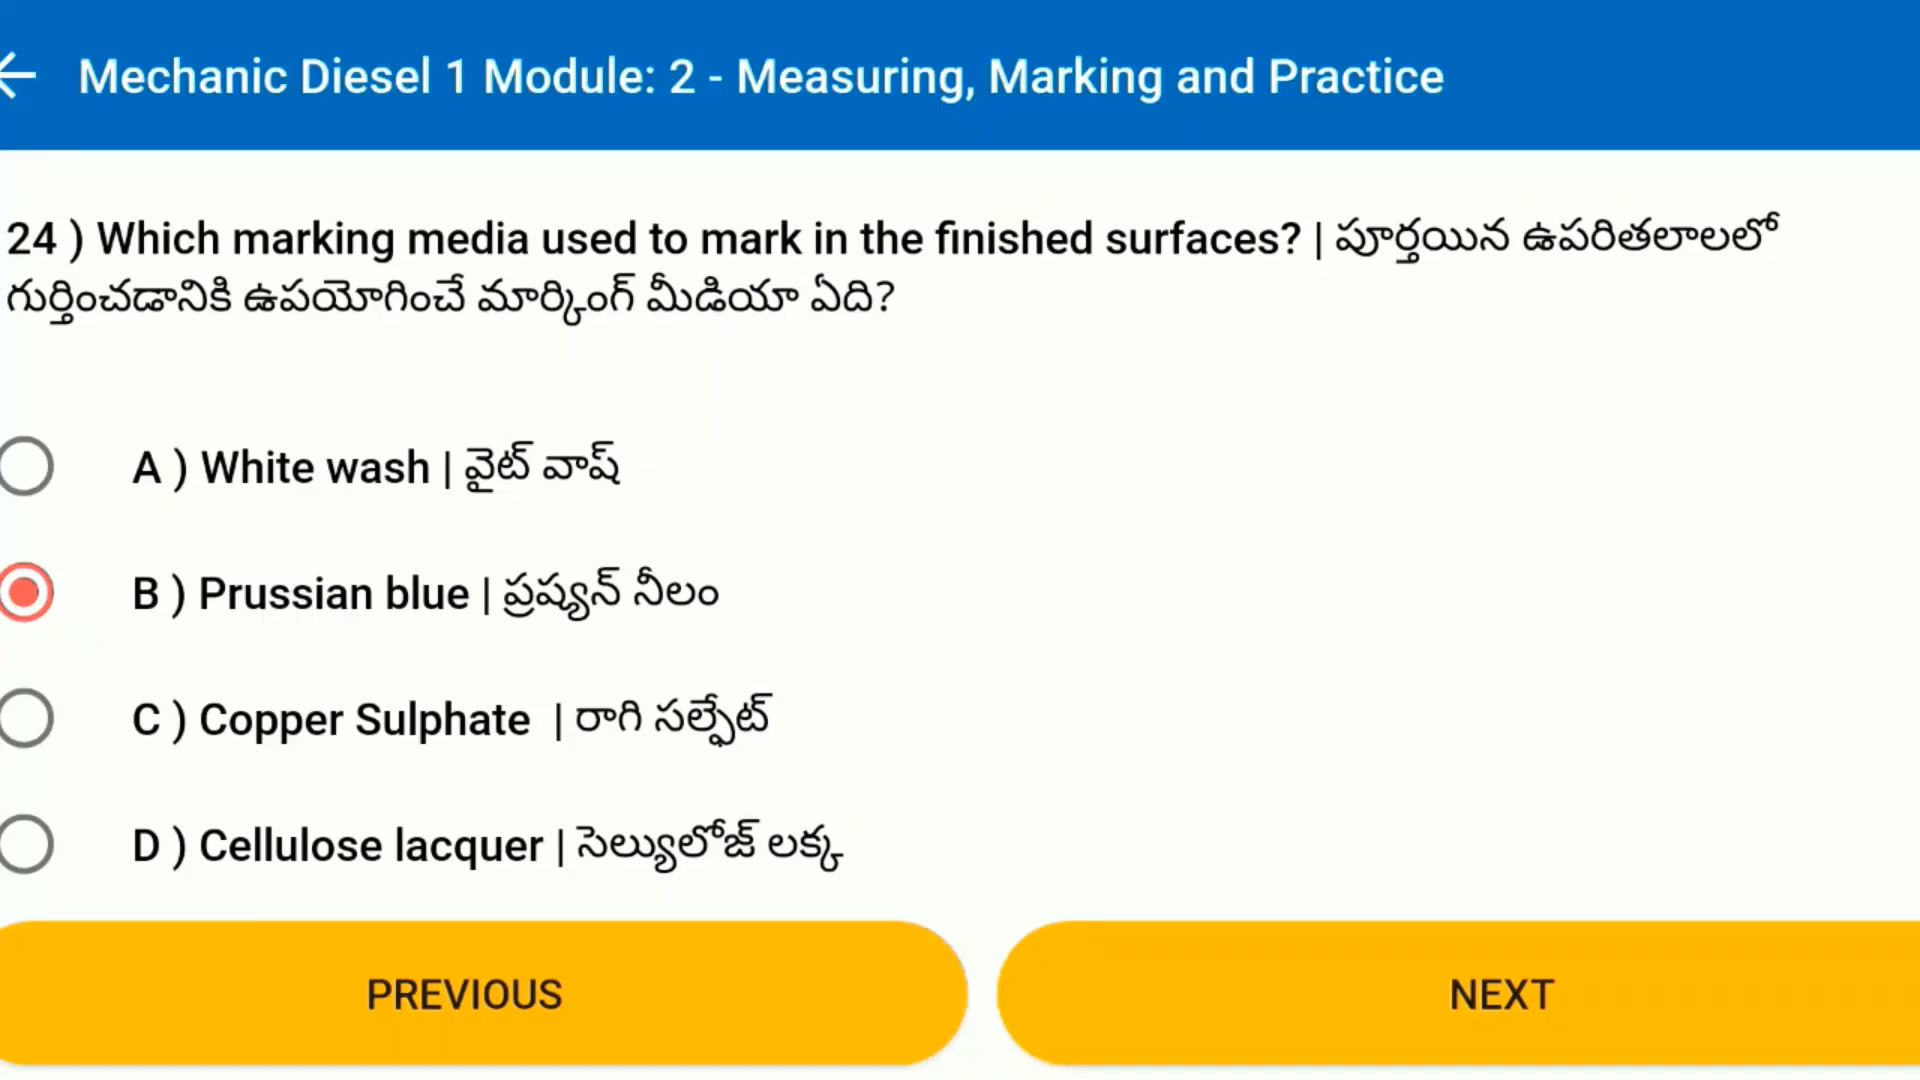 Mechanic Diesel 1 Module: 2 - Measuring, Marking and Practice
24 ) Which marking media used to mark in the finished surfaces? | పూర్తయిన ఉపరితలాలలో
గుర్తించడానికి ఉపయోగించే మార్కింగ్ మీడియా ఏది?
A ) White wash | వైట్ వాష్
B ) Prussian blue | ప్రష్యన్ నీలం
C ) Copper Sulphate | రాగి సల్ఫేట్
D ) Cellulose lacquer | సెల్యులోజ్ లక్క
PREVIOUS
NEXT